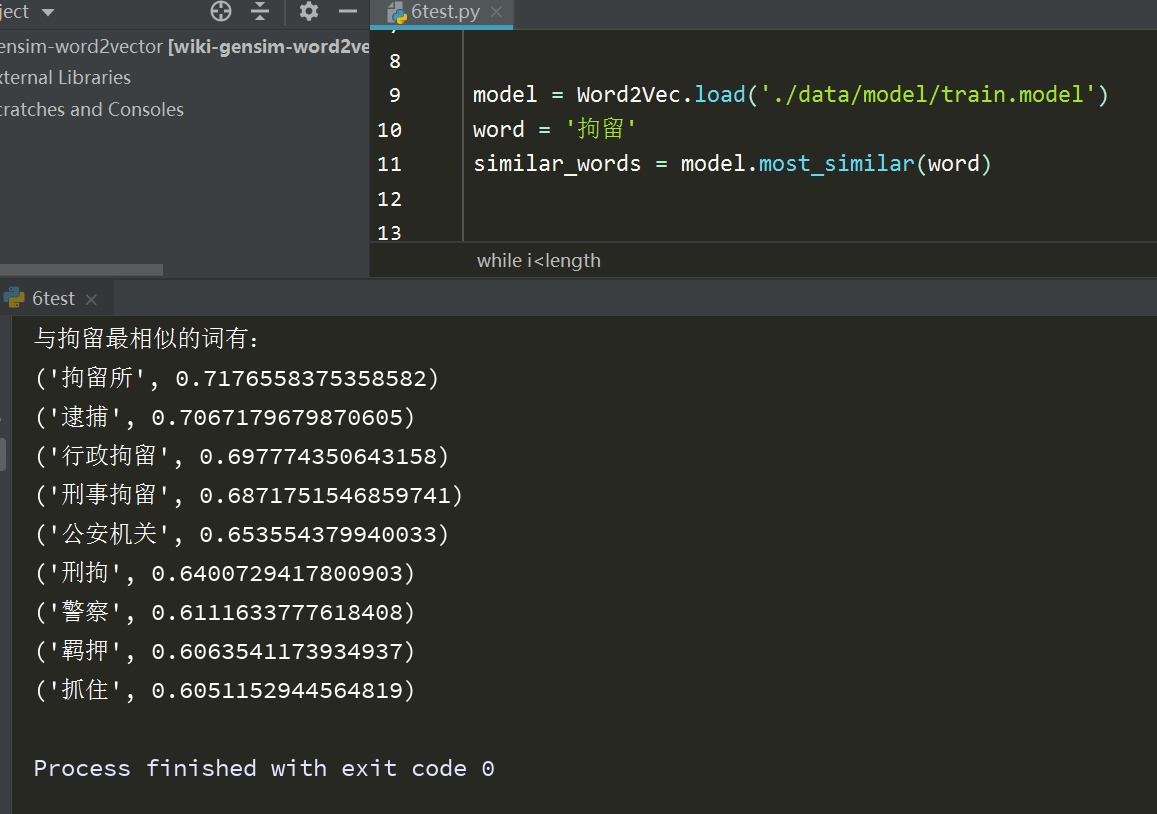 ject
6test.py
ensim-word2vector [wiki-gensim-word2ve
xternal Libraries
cratches and Consoles
8
9 model = Word2Vec.load('./data/model/train.model')
10 word = '拘留'
11 similar_words = model.most_similar(word)
12
13
while i<length
6test
与拘留最相似的词有:
('拘留所', 0.7176558375358582)
('逮捕', 0.7067179679870605)
('行政拘留', 0.697774350643158)
('刑事拘留', 0.6871751546859741)
('公安机关', 0.653554379940033)
('刑拘', 0.6400729417800903)
('警察', 0.6111633777618408)
('羁押', 0.6063541173934937)
('抓住', 0.6051152944564819)
Process finished with exit code 0